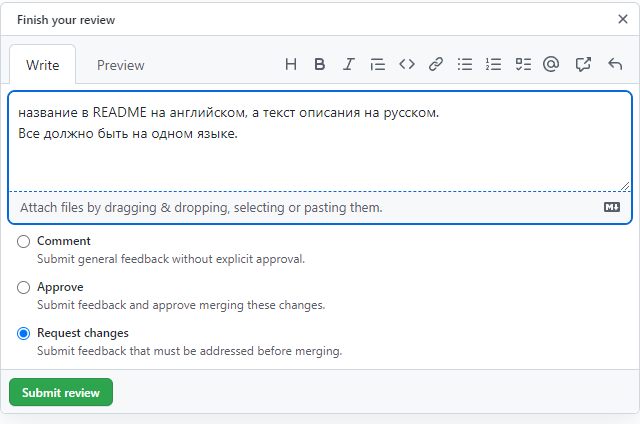 Finish your review
Write
Preview
название в README на английском, а текст описания на русском.
Все должно быть на одном языке.
Attach files by dragging & dropping, selecting or pasting them.
Comment
Submit general feedback without explicit approval.
Approve
Submit feedback and approve merging these changes.
Request changes
Submit feedback that must be addressed before merging.
Submit review